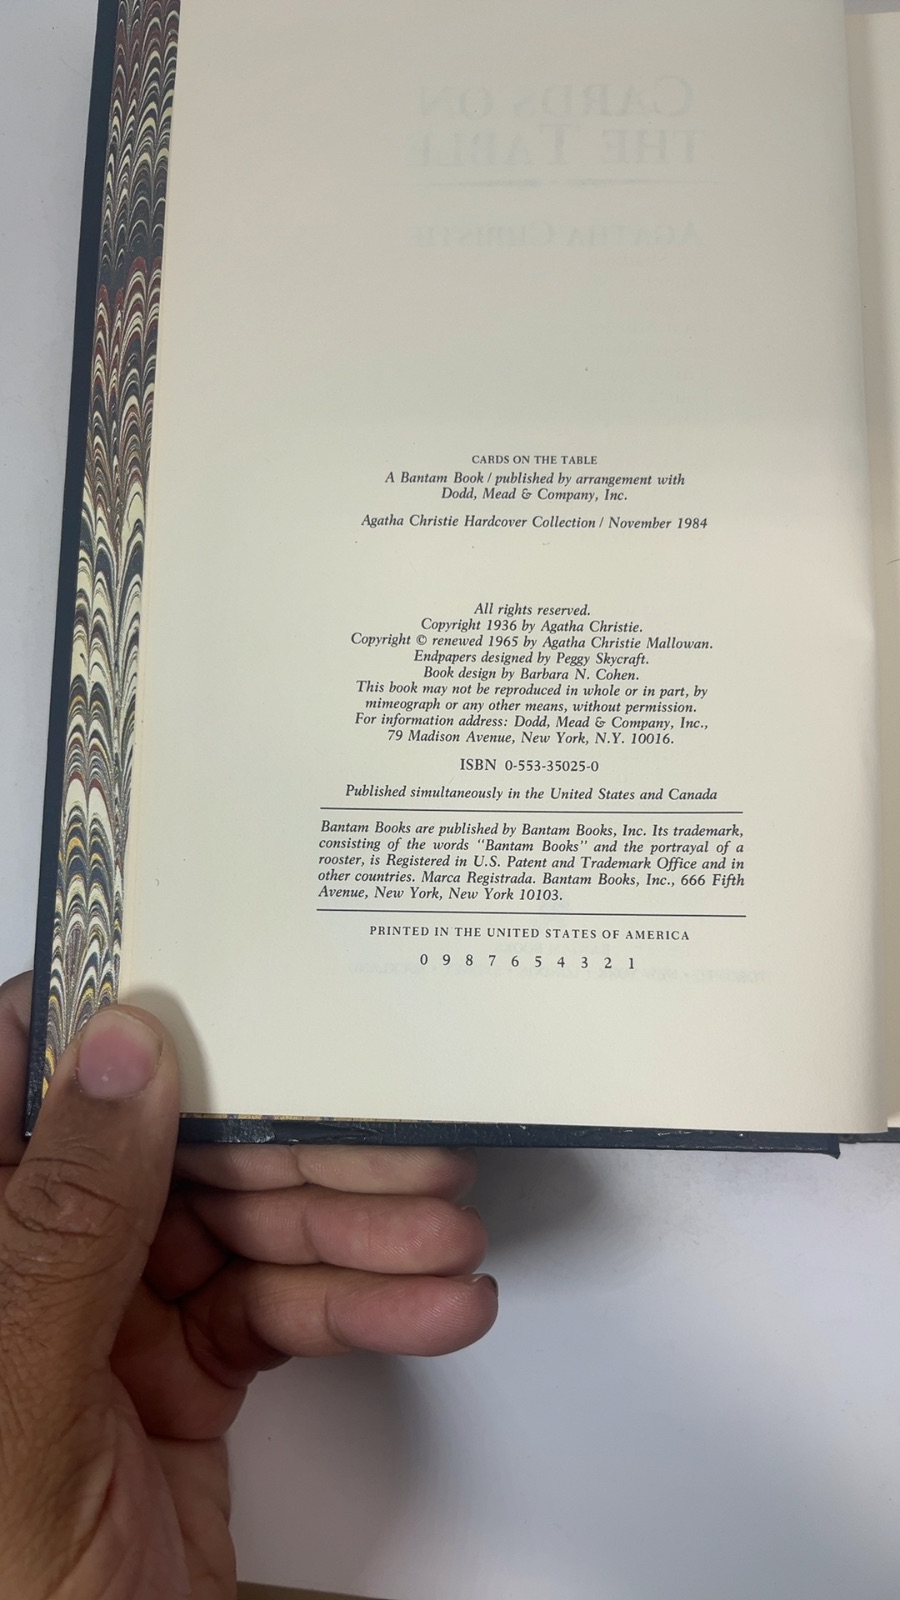 CARDS ON
THE TABLE
AGATHA CHRISTIE
CARDS ON THE TABLE
A Bantam Book / published by arrangement with
Dodd, Mead & Company, Inc.
Agatha Christie Hardcover Collection / November 1984
All rights reserved.
Copyright 1936 by Agatha Christie.
Copyright © renewed 1965 by Agatha Christie Mallowan.
Endpapers designed by Peggy Skycraft.
Book design by Barbara N. Cohen.
This book may not be reproduced in whole or in part, by
mimeograph or any other means, without permission.
For information address: Dodd, Mead & Company, Inc.,
79 Madison Avenue, New York, N.Y. 10016.
ISBN 0-553-35025-0
Published simultaneously in the United States and Canada
Bantam Books are published by Bantam Books, Inc. Its trademark,
consisting of the words "Bantam Books" and the portrayal of a
rooster, is Registered in U.S. Patent and Trademark Office and in
other countries. Marca Registrada. Bantam Books, Inc., 666 Fifth
Avenue, New York, New York 10103.
PRINTED IN THE UNITED STATES OF AMERICA
0 9 8 7 6 5 4 3 2 1